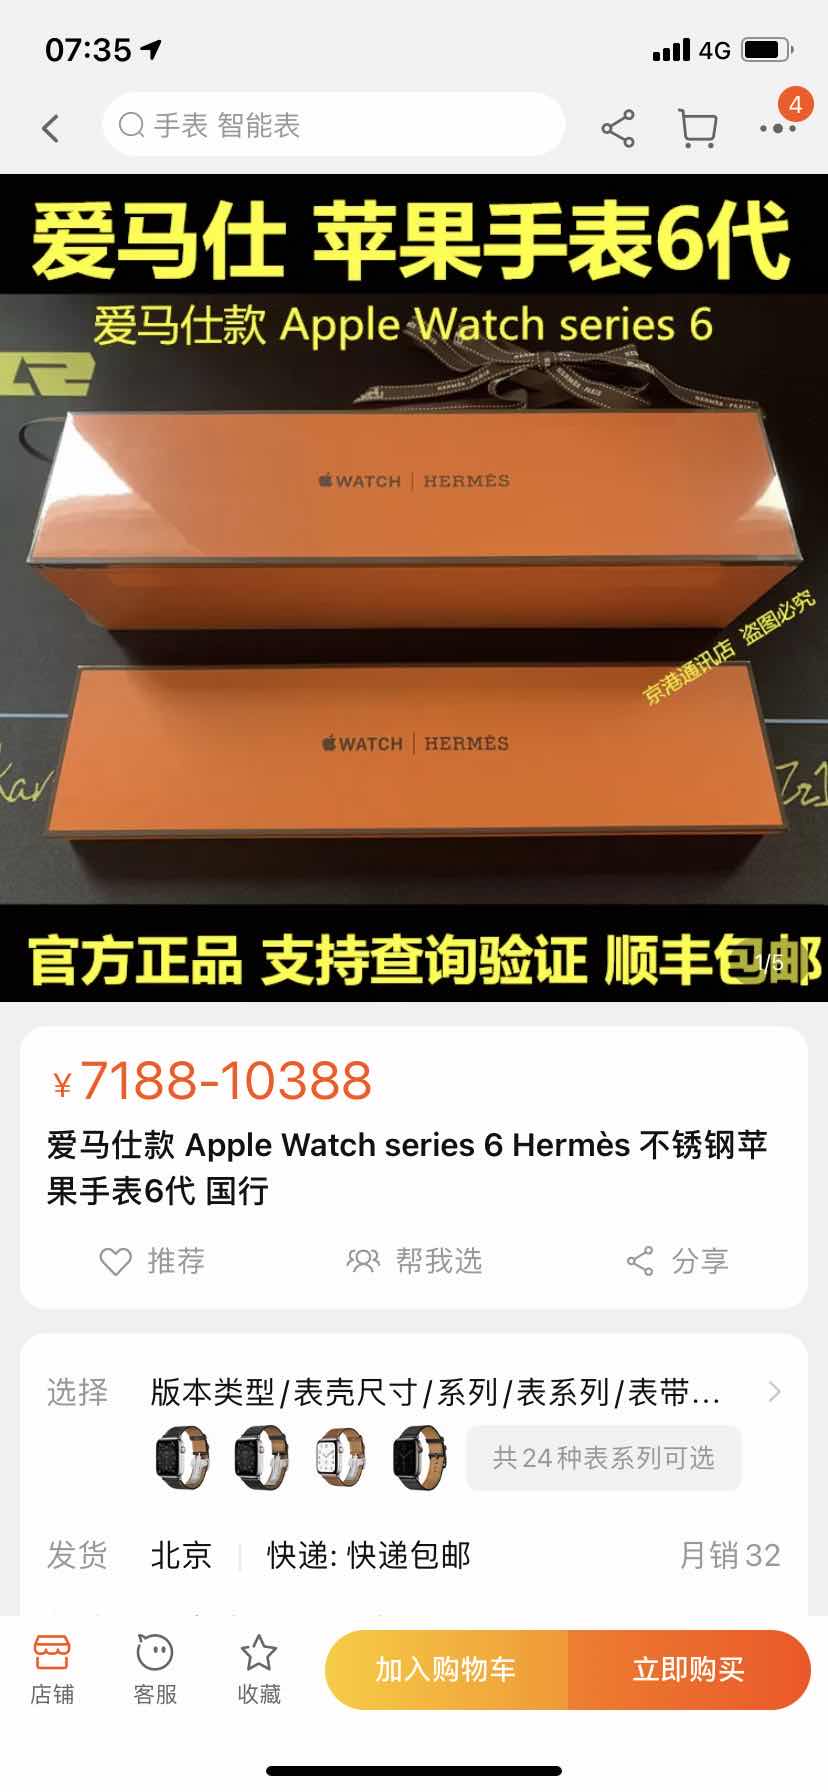 07:35
4G
手表 智能表
4
爱马仕 苹果手表6代
爱马仕款 Apple Watch series 6
WATCH | HERMÈS
京港通讯店 盗图必究
WATCH | HERMÈS
官方正品 支持查询验证 顺丰包邮
1/5
¥7188-10388
爱马仕款 Apple Watch series 6 Hermès 不锈钢苹
果手表6代 国行
推荐
帮我选
分享
选择 版本类型/表壳尺寸/系列/表系列/表带...
共24种表系列可选
发货 北京 快递: 快递包邮 月销32
店铺
客服
收藏
加入购物车
立即购买